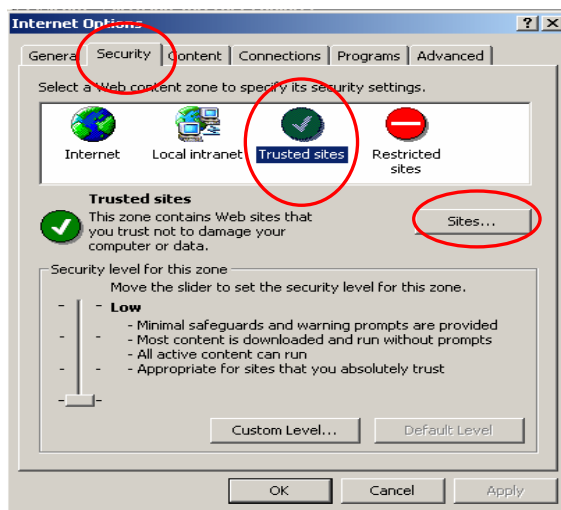 Internet Options
General Security Content Connections Programs Advanced
Select a Web content zone to specify its security settings.
Internet Local intranet Trusted sites Restricted
sites
Trusted sites
This zone contains Web sites that
you trust not to damage your
computer or data.
Sites...
Security level for this zone
Move the slider to set the security level for this zone.
Low
- Minimal safeguards and warning prompts are provided
- Most content is downloaded and run without prompts
- All active content can run
- Appropriate for sites that you absolutely trust
Custom Level... Default Level
OK Cancel Apply